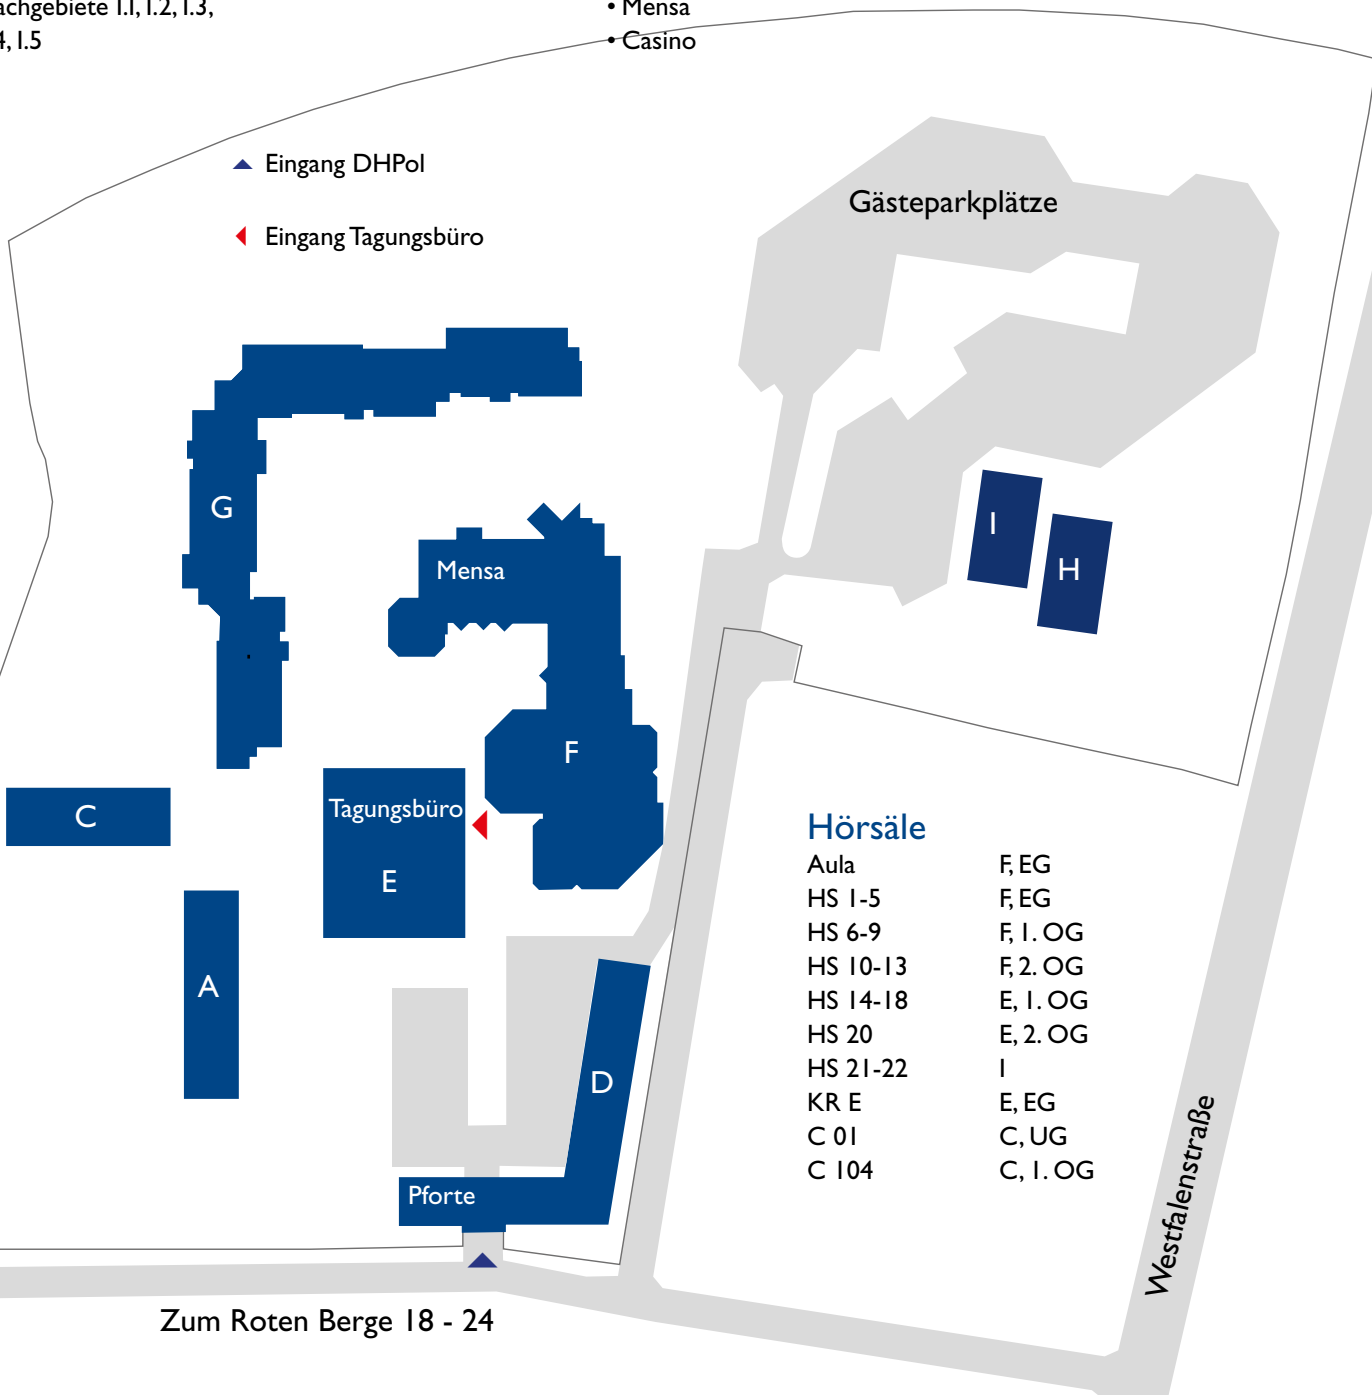 achgebiete 1.1, 1.2, 1.3,
4, 1.5
• Mensa
• Casino
Eingang DHPol
Eingang Tagungsbüro
Gästeparkplätze
G
Mensa
I
H
F
C
Tagungsbüro
E
A
D
Pforte
Hörsäle
Aula F, EG
HS 1-5 F, EG
HS 6-9 F, 1. OG
HS 10-13 F, 2. OG
HS 14-18 E, 1. OG
HS 20 E, 2. OG
HS 21-22 I
KR E E, EG
C 01 C, UG
C 104 C, 1. OG
Westfalenstraße
Zum Roten Berge 18 - 24